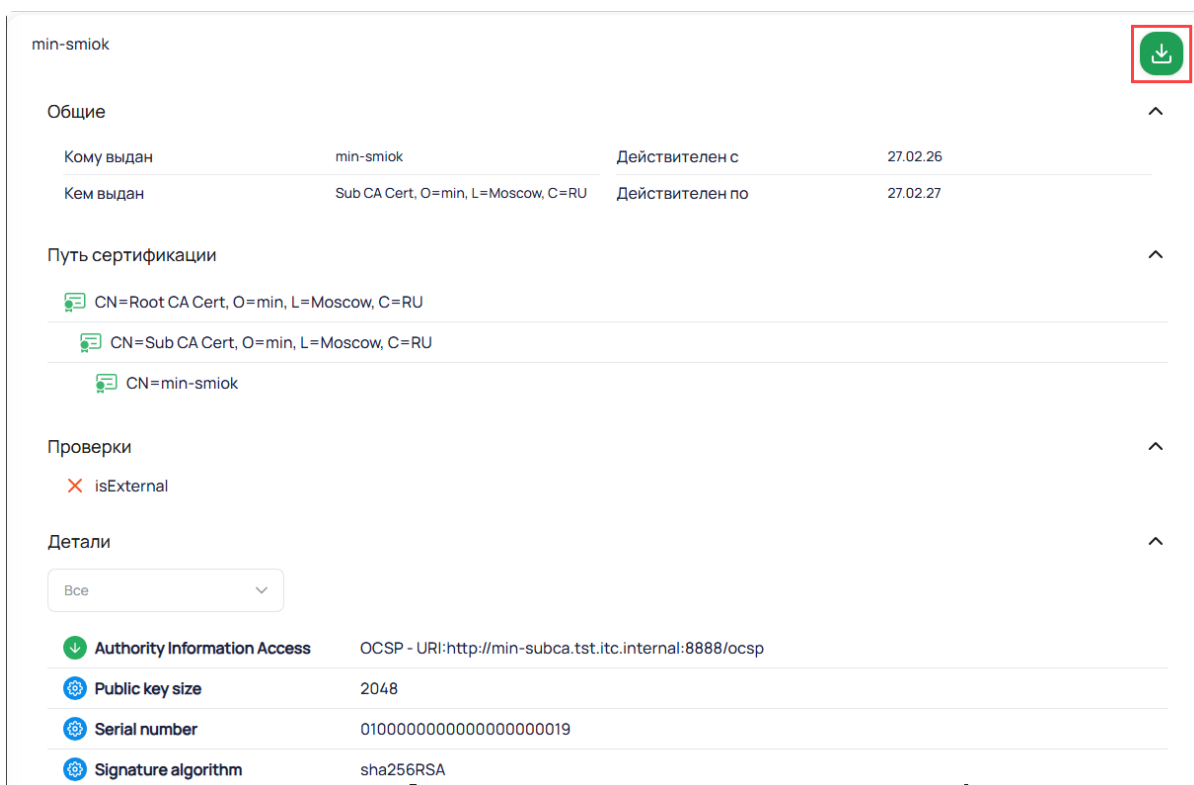 min-smiok
Общие
Кому выдан min-smiok Действителен с 27.02.26
Кем выдан Sub CA Cert, O=min, L=Moscow, C=RU Действителен по 27.02.27
Путь сертификации
CN=Root CA Cert, O=min, L=Moscow, C=RU
CN=Sub CA Cert, O=min, L=Moscow, C=RU
CN=min-smiok
Проверки
isExternal
Детали
Все
Authority Information Access OCSP - URI:http://min-subca.tst.itc.internal:8888/ocsp
Public key size 2048
Serial number 0100000000000000000019
Signature algorithm sha256RSA